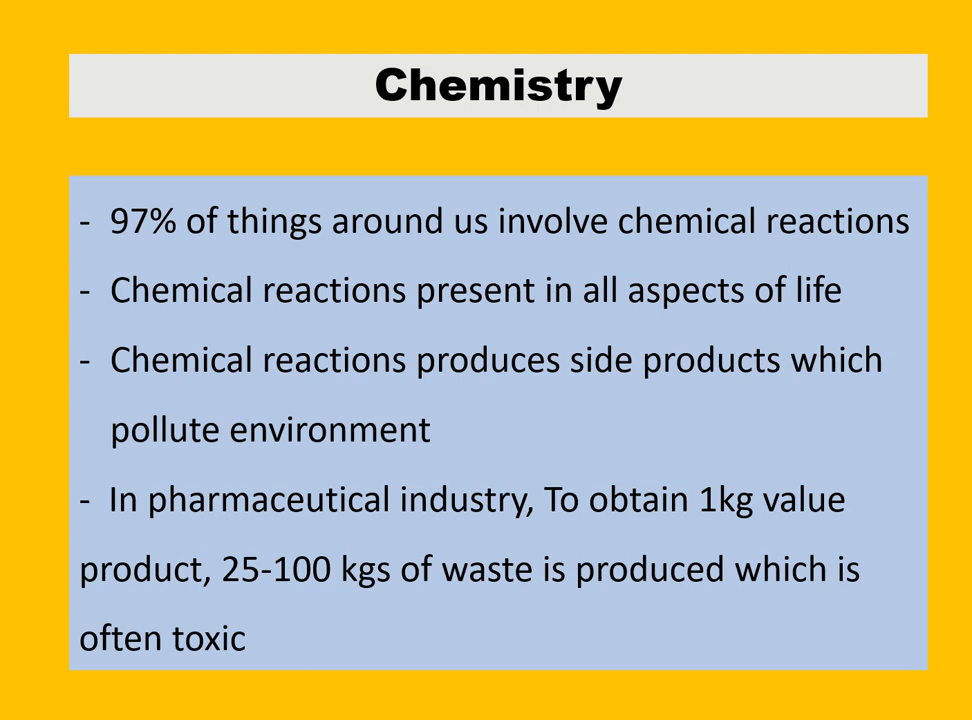 Chemistry
- 97% of things around us involve chemical reactions
- Chemical reactions present in all aspects of life
- Chemical reactions produces side products which
pollute environment
- In pharmaceutical industry, To obtain 1kg value
product, 25-100 kgs of waste is produced which is
often toxic